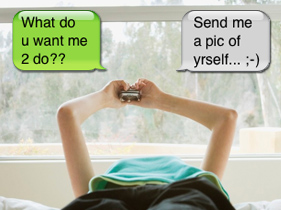 What do
u want me
2 do??
Send me
a pic of
yrself... ;-)